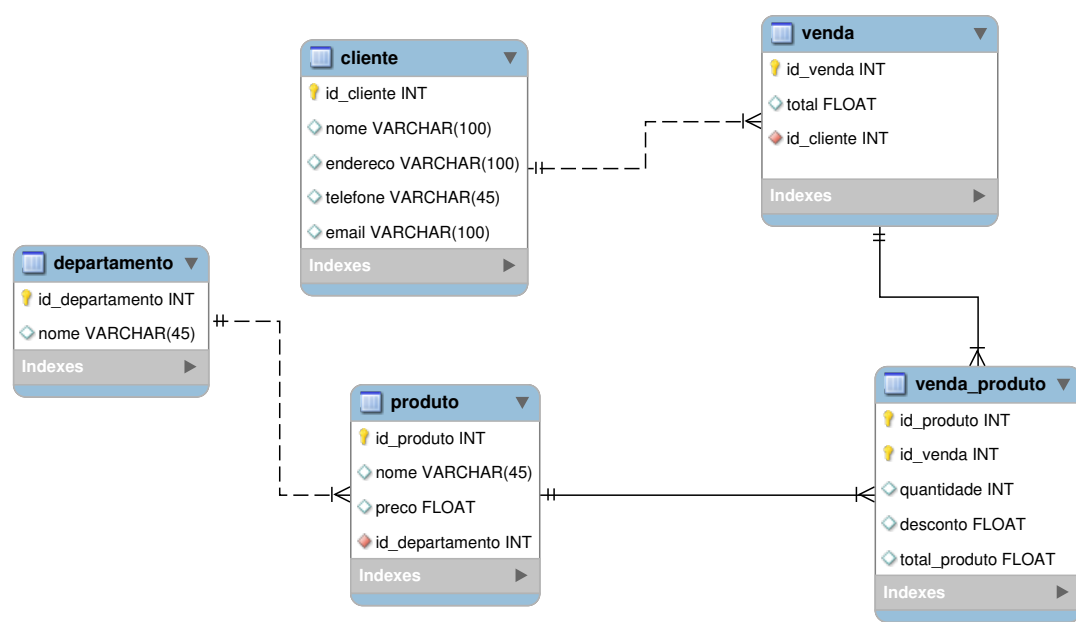 cliente
id_cliente INT
nome VARCHAR(100)
endereco VARCHAR(100)
telefone VARCHAR(45)
email VARCHAR(100)
Indexes
venda
id_venda INT
total FLOAT
id_cliente INT
Indexes
departamento
id_departamento INT
nome VARCHAR(45)
Indexes
produto
id_produto INT
nome VARCHAR(45)
preco FLOAT
id_departamento INT
Indexes
venda_produto
id_produto INT
id_venda INT
quantidade INT
desconto FLOAT
total_produto FLOAT
Indexes